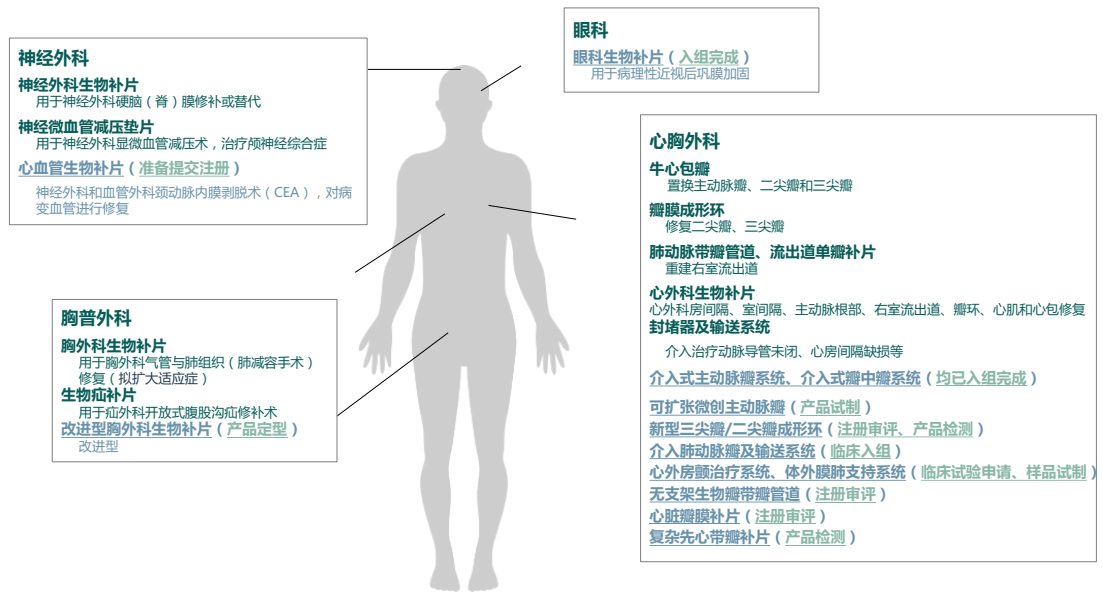 神经外科
神经外科生物补片
用于神经外科硬脑（脊）膜修补或替代
神经微血管减压垫片
用于神经外科显微血管减压术，治疗颅神经综合症
心血管生物补片（准备提交注册）
神经外科和血管外科颈动脉内膜剥脱术（CEA），对病
变血管进行修复
眼科
眼科生物补片（入组完成）
用于病理性近视后巩膜加固
胸普外科
胸外科生物补片
用于胸外科气管与肺组织（肺减容手术）
修复（拟扩大适应症）
生物疝补片
用于疝外科开放式腹股沟疝修补术
改进型胸外科生物补片（产品定型）
改进型
心胸外科
牛心包瓣
置换主动脉瓣、二尖瓣和三尖瓣
瓣膜成形环
修复二尖瓣、三尖瓣
肺动脉带瓣管道、流出道单瓣补片
重建右室流出道
心外科生物补片
心外科房间隔、室间隔、主动脉根部、右室流出道、瓣环、心肌和心包修复
封堵器及输送系统
介入治疗动脉导管未闭、心房间隔缺损等
介入式主动脉瓣系统、介入式瓣中瓣系统（均已入组完成）
可扩张微创主动脉瓣（产品试制）
新型三尖瓣/二尖瓣成形环（注册审评、产品检测）
介入肺动脉瓣及输送系统（临床入组）
心外房颤治疗系统、体外膜肺支持系统（临床试验申请、样品试制）
无支架生物瓣带瓣管道（注册审评）
心脏瓣膜补片（注册审评）
复杂先心带瓣补片（产品检测）